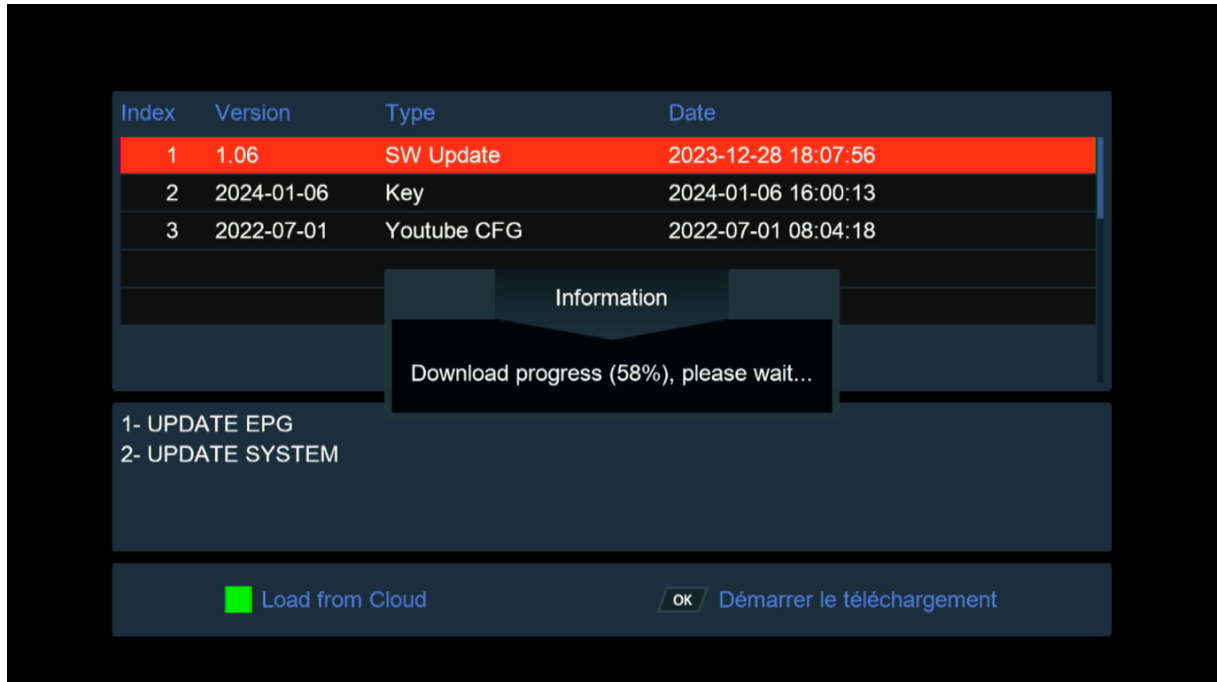 Index Version Type Date
1 1.06 SW Update 2023-12-28 18:07:56
2 2024-01-06 Key 2024-01-06 16:00:13
3 2022-07-01 Youtube CFG 2022-07-01 08:04:18
Information
Download progress (58%), please wait...
1- UPDATE EPG
2- UPDATE SYSTEM
Load from Cloud OK Démarrer le téléchargement